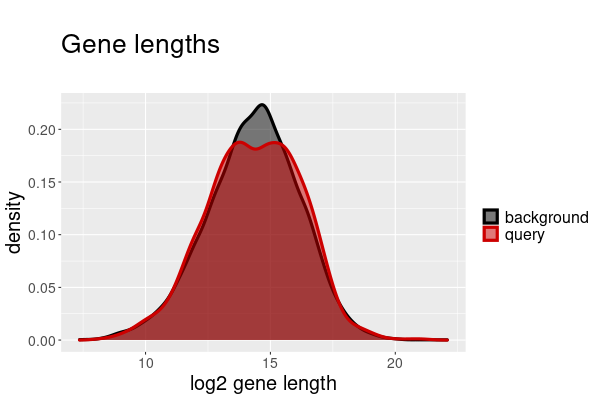 Gene lengths
density
0.20
0.15
0.10
0.05
0.00
10 15 20
log2 gene length
background
query